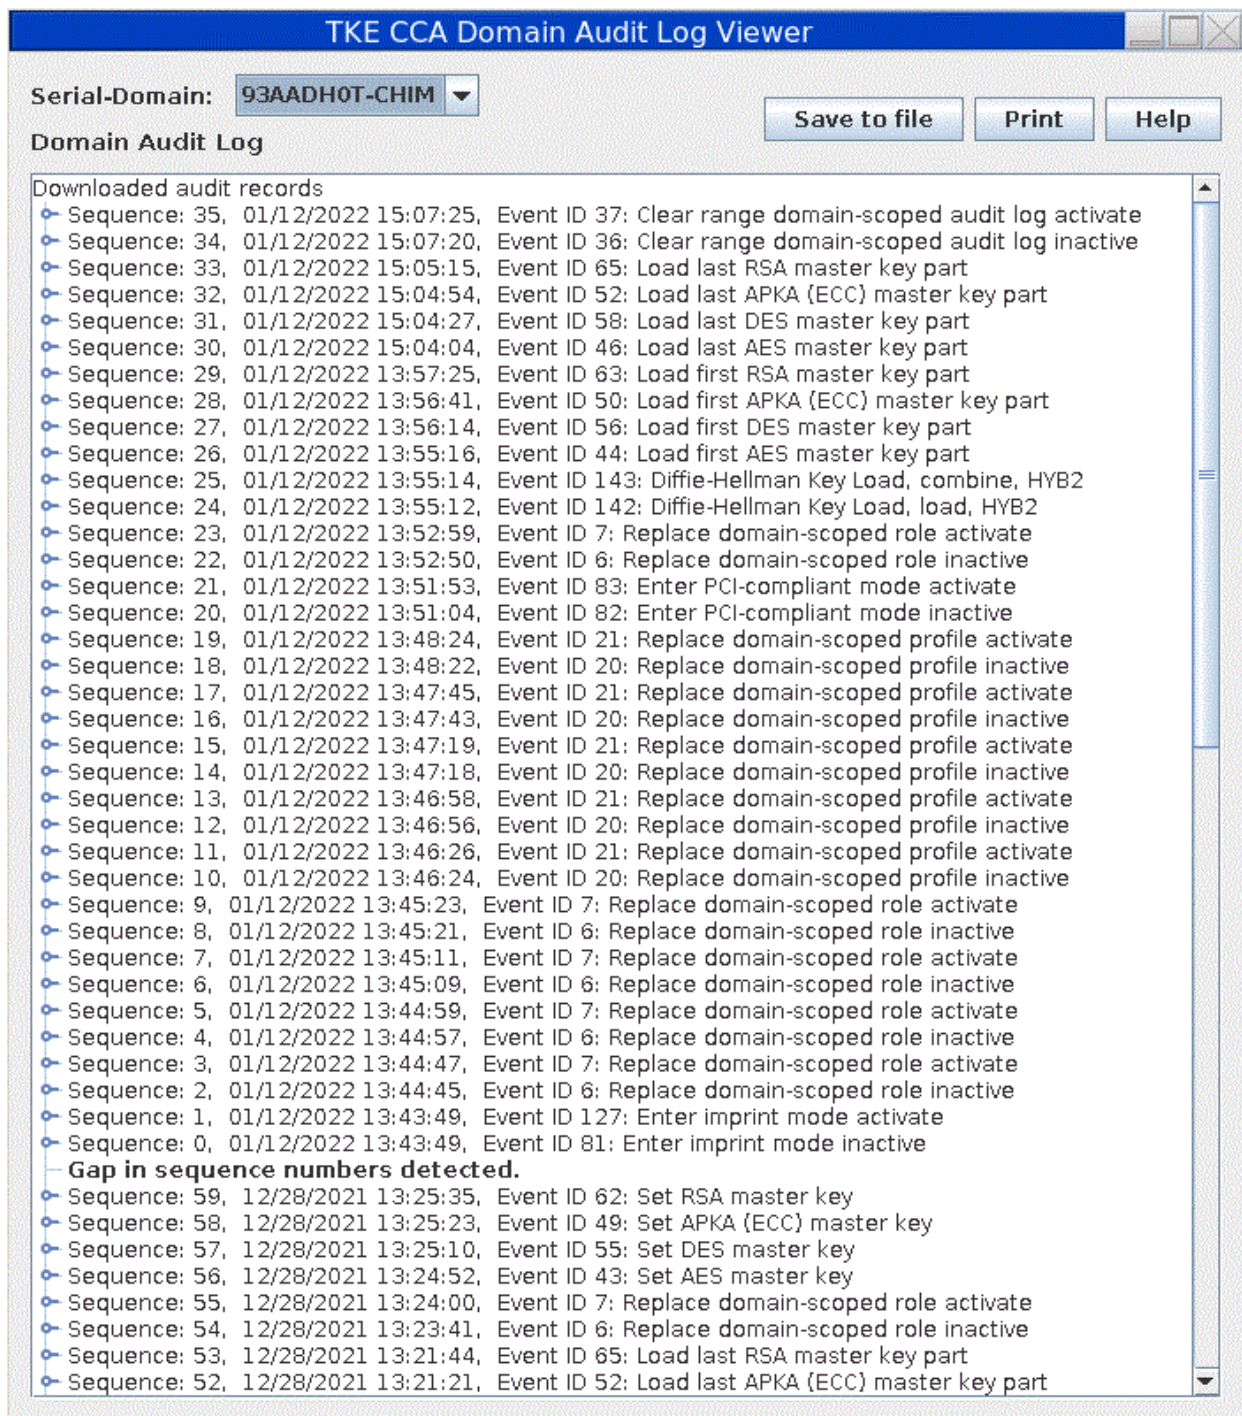 TKE CCA Domain Audit Log Viewer
Serial-Domain: 93AADH0T-CHIM
Save to file Print Help
Domain Audit Log
Downloaded audit records
Sequence: 35, 01/12/2022 15:07:25, Event ID 37: Clear range domain-scoped audit log activate
Sequence: 34, 01/12/2022 15:07:20, Event ID 36: Clear range domain-scoped audit log inactive
Sequence: 33, 01/12/2022 15:05:15, Event ID 65: Load last RSA master key part
Sequence: 32, 01/12/2022 15:04:54, Event ID 52: Load last APKA (ECC) master key part
Sequence: 31, 01/12/2022 15:04:27, Event ID 58: Load last DES master key part
Sequence: 30, 01/12/2022 15:04:04, Event ID 46: Load last AES master key part
Sequence: 29, 01/12/2022 13:57:25, Event ID 63: Load first RSA master key part
Sequence: 28, 01/12/2022 13:56:41, Event ID 50: Load first APKA (ECC) master key part
Sequence: 27, 01/12/2022 13:56:14, Event ID 56: Load first DES master key part
Sequence: 26, 01/12/2022 13:55:16, Event ID 44: Load first AES master key part
Sequence: 25, 01/12/2022 13:55:14, Event ID 143: Diffie-Hellman Key Load, combine, HYB2
Sequence: 24, 01/12/2022 13:55:12, Event ID 142: Diffie-Hellman Key Load, load, HYB2
Sequence: 23, 01/12/2022 13:52:59, Event ID 7: Replace domain-scoped role activate
Sequence: 22, 01/12/2022 13:52:50, Event ID 6: Replace domain-scoped role inactive
Sequence: 21, 01/12/2022 13:51:53, Event ID 83: Enter PCI-compliant mode activate
Sequence: 20, 01/12/2022 13:51:04, Event ID 82: Enter PCI-compliant mode inactive
Sequence: 19, 01/12/2022 13:48:24, Event ID 21: Replace domain-scoped profile activate
Sequence: 18, 01/12/2022 13:48:22, Event ID 20: Replace domain-scoped profile inactive
Sequence: 17, 01/12/2022 13:47:45, Event ID 21: Replace domain-scoped profile activate
Sequence: 16, 01/12/2022 13:47:43, Event ID 20: Replace domain-scoped profile inactive
Sequence: 15, 01/12/2022 13:47:19, Event ID 21: Replace domain-scoped profile activate
Sequence: 14, 01/12/2022 13:47:18, Event ID 20: Replace domain-scoped profile inactive
Sequence: 13, 01/12/2022 13:46:58, Event ID 21: Replace domain-scoped profile activate
Sequence: 12, 01/12/2022 13:46:56, Event ID 20: Replace domain-scoped profile inactive
Sequence: 11, 01/12/2022 13:46:26, Event ID 21: Replace domain-scoped profile activate
Sequence: 10, 01/12/2022 13:46:24, Event ID 20: Replace domain-scoped profile inactive
Sequence: 9, 01/12/2022 13:45:23, Event ID 7: Replace domain-scoped role activate
Sequence: 8, 01/12/2022 13:45:21, Event ID 6: Replace domain-scoped role inactive
Sequence: 7, 01/12/2022 13:45:11, Event ID 7: Replace domain-scoped role activate
Sequence: 6, 01/12/2022 13:45:09, Event ID 6: Replace domain-scoped role inactive
Sequence: 5, 01/12/2022 13:44:59, Event ID 7: Replace domain-scoped role activate
Sequence: 4, 01/12/2022 13:44:57, Event ID 6: Replace domain-scoped role inactive
Sequence: 3, 01/12/2022 13:44:47, Event ID 7: Replace domain-scoped role activate
Sequence: 2, 01/12/2022 13:44:45, Event ID 6: Replace domain-scoped role inactive
Sequence: 1, 01/12/2022 13:43:49, Event ID 127: Enter imprint mode activate
Sequence: 0, 01/12/2022 13:43:49, Event ID 81: Enter imprint mode inactive
Gap in sequence numbers detected.
Sequence: 59, 12/28/2021 13:25:35, Event ID 62: Set RSA master key
Sequence: 58, 12/28/2021 13:25:23, Event ID 49: Set APKA (ECC) master key
Sequence: 57, 12/28/2021 13:25:10, Event ID 55: Set DES master key
Sequence: 56, 12/28/2021 13:24:52, Event ID 43: Set AES master key
Sequence: 55, 12/28/2021 13:24:00, Event ID 7: Replace domain-scoped role activate
Sequence: 54, 12/28/2021 13:23:41, Event ID 6: Replace domain-scoped role inactive
Sequence: 53, 12/28/2021 13:21:44, Event ID 65: Load last RSA master key part
Sequence: 52, 12/28/2021 13:21:21, Event ID 52: Load last APKA (ECC) master key part